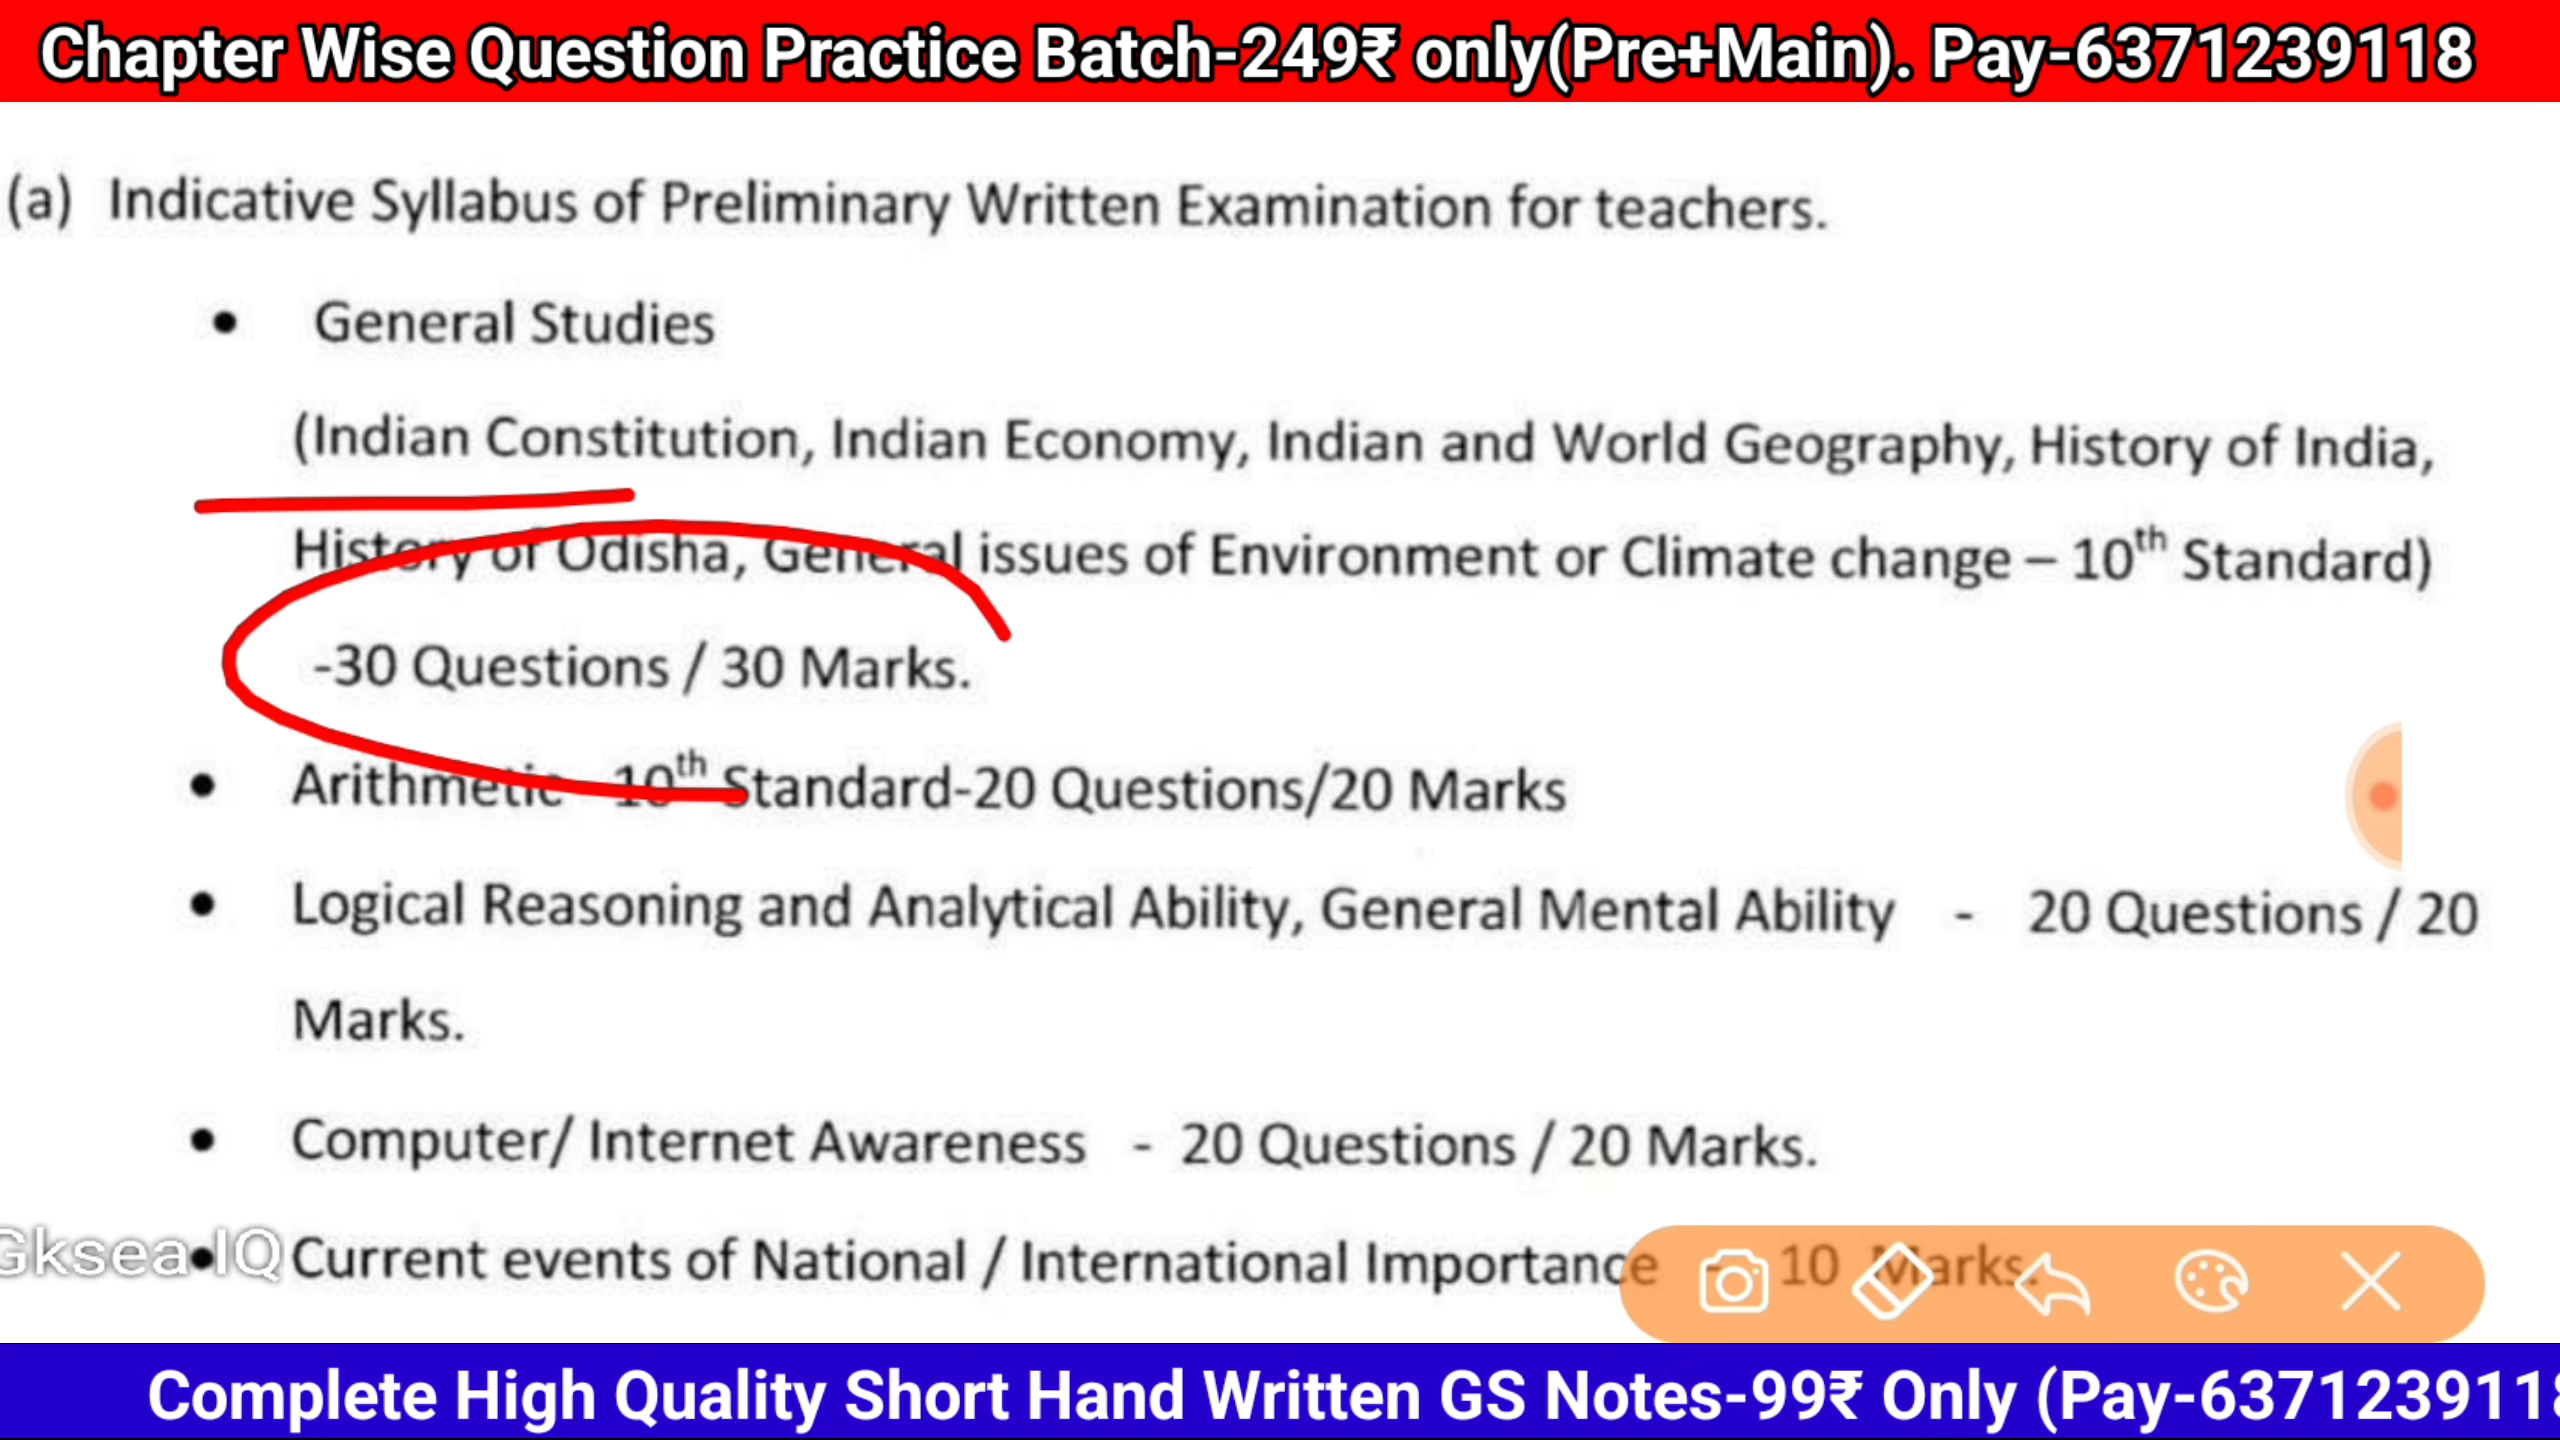 Chapter Wise Question Practice Batch-249₹ only(Pre+Main). Pay-6371239118
(a) Indicative Syllabus of Preliminary Written Examination for teachers.
• General Studies
(Indian Constitution, Indian Economy, Indian and World Geography, History of India,
History of Odisha, General issues of Environment or Climate change – 10th Standard)
-30 Questions / 30 Marks.
• Arithmetic 10th Standard-20 Questions/20 Marks
• Logical Reasoning and Analytical Ability, General Mental Ability - 20 Questions / 20
Marks.
• Computer/ Internet Awareness - 20 Questions / 20 Marks.
• Current events of National / International Importance - 10 Marks.
Gksea IQ
Complete High Quality Short Hand Written GS Notes-99₹ Only (Pay-6371239118